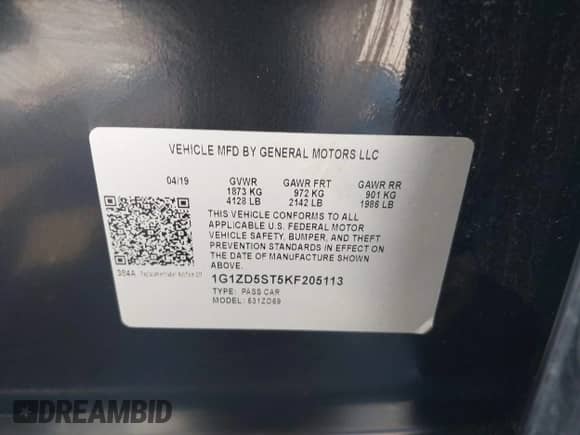 VEHICLE MFD BY GENERAL MOTORS LLC
04/19 GVWR GAWR FRT GAWR RR
1873 KG 972 KG 901 KG
4128 LB 2142 LB 1986 LB
THIS VEHICLE CONFORMS TO ALL
APPLICABLE U.S. FEDERAL MOTOR
VEHICLE SAFETY, BUMPER, AND THEFT
PREVENTION STANDARDS IN EFFECT ON
THE DATE OF MANUFACTURE SHOWN
ABOVE.
384A
1G1ZD5ST5KF205113
TYPE: PASS CAR
MODEL: 631ZD69
DREAMBID